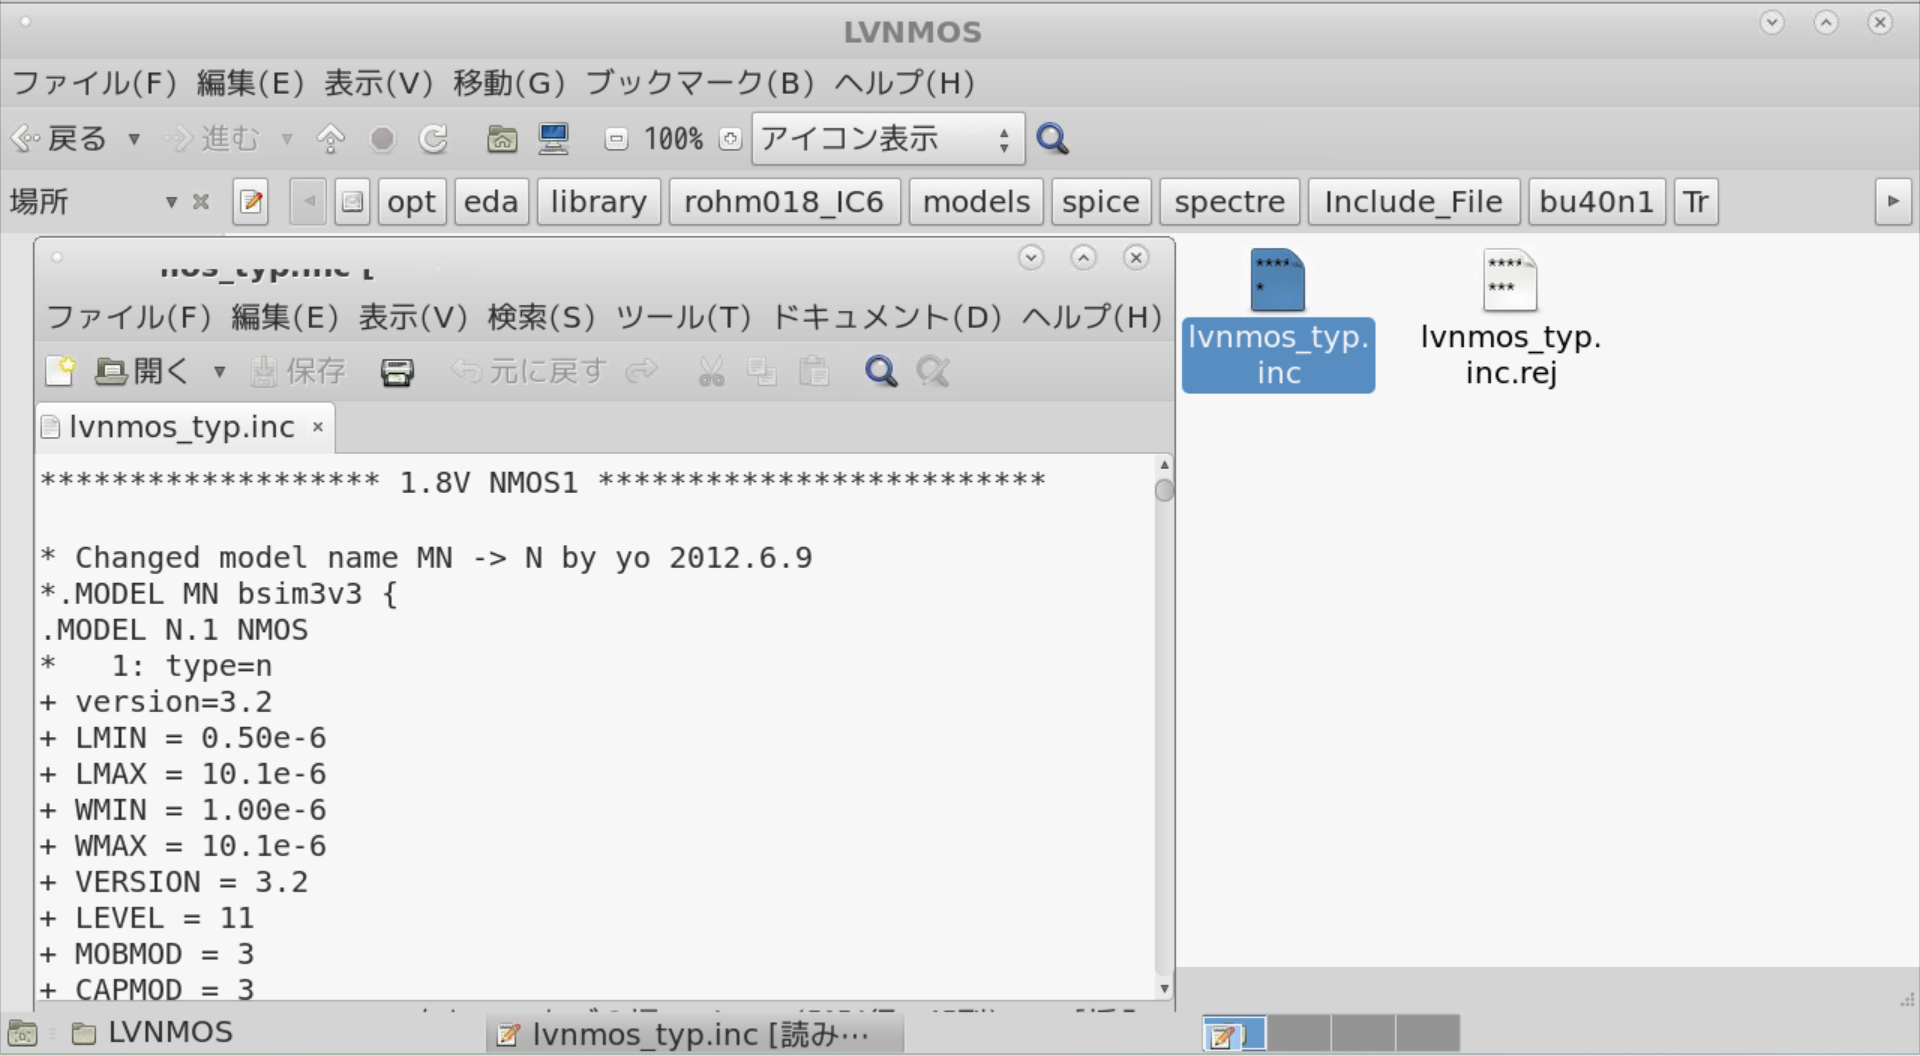 LVNMOS
ファイル(F) 編集(E) 表示(V) 移動(G) ブックマーク(B) ヘルプ(H)
戻る 進む 100% アイコン表示
場所 opt eda library rohm018_IC6 models spice spectre Include_File bu40n1 Tr
nos_typ.inc [
ファイル(F) 編集(E) 表示(V) 検索(S) ツール(T) ドキュメント(D) ヘルプ(H)
開く 保存 元に戻す
lvnmos_typ.inc
******************* 1.8V NMOS1 *************************
* Changed model name MN -> N by yo 2012.6.9
*.MODEL MN bsim3v3 {
.MODEL N.1 NMOS
*   1: type=n
+ version=3.2
+ LMIN = 0.50e-6
+ LMAX = 10.1e-6
+ WMIN = 1.00e-6
+ WMAX = 10.1e-6
+ VERSION = 3.2
+ LEVEL = 11
+ MOBMOD = 3
+ CAPMOD = 3
****
*
lvnmos_typ.
inc
****
***
lvnmos_typ.
inc.rej
LVNMOS
lvnmos_typ.inc [読み…